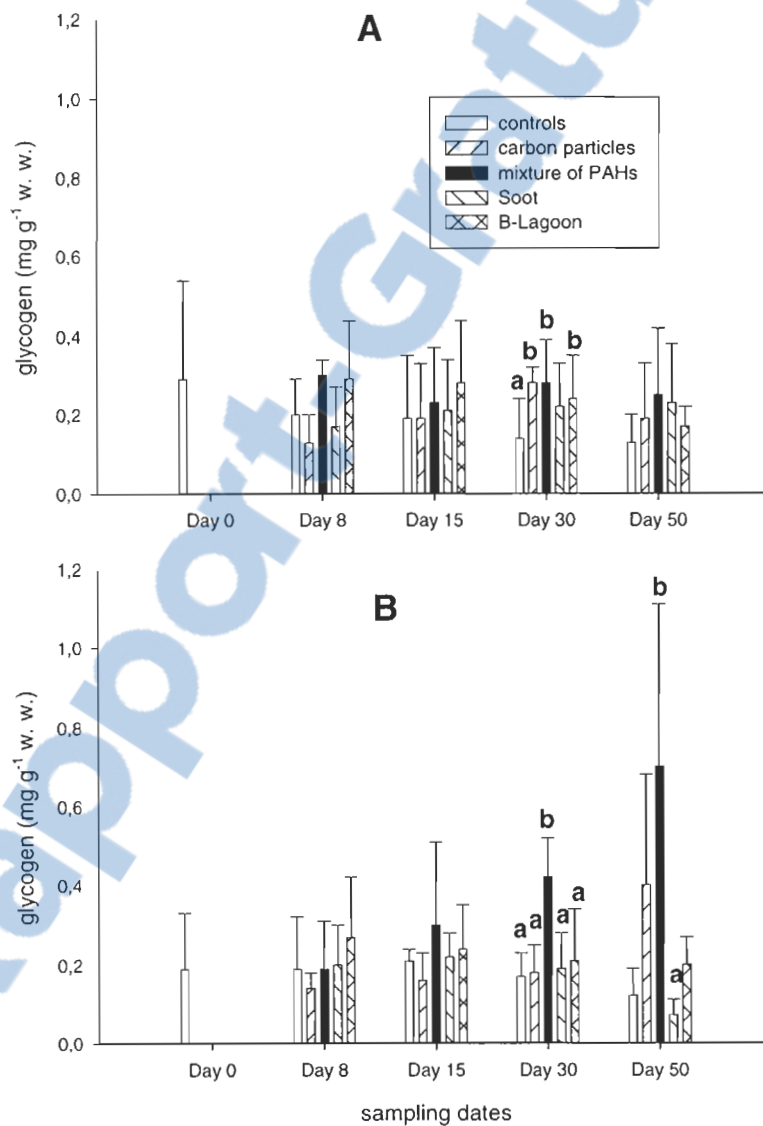 A
1,2
1,0
0,8
0,6
0,4
0,2
0,0
glycogen (mg g-1 w. w.)
controls
carbon particles
mixture of PAHs
Soot
B-Lagoon
a b b b
Day 0 Day 8 Day 15 Day 30 Day 50
B
1,2
1,0
0,8
0,6
0,4
0,2
0,0
glycogen (mg g-1 w. w.)
a a b a a
b a
Day 0 Day 8 Day 15 Day 30 Day 50
sampling dates
apport-Gratu